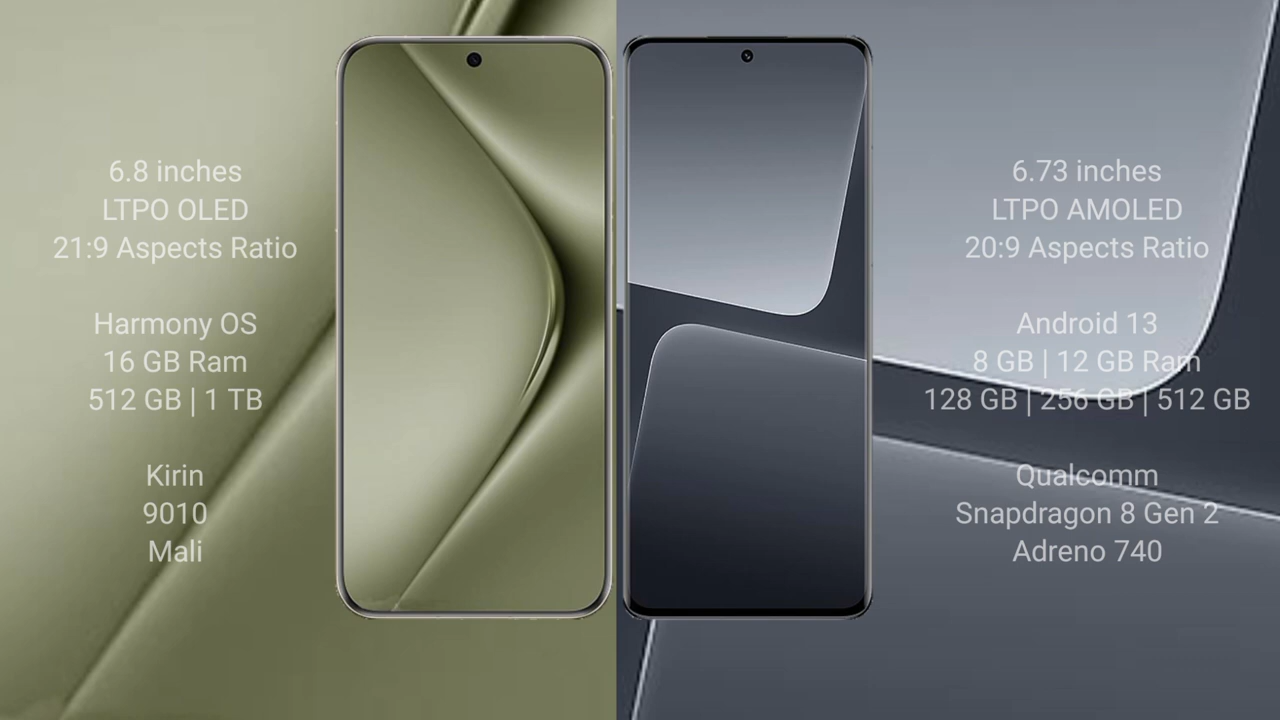 6.8 inches
LTPO OLED
21:9 Aspects Ratio
Harmony OS
16 GB Ram
512 GB | 1 TB
Kirin
9010
Mali
6.73 inches
LTPO AMOLED
20:9 Aspects Ratio
Android 13
8 GB | 12 GB Ram
128 GB | 256 GB | 512 GB
Qualcomm
Snapdragon 8 Gen 2
Adreno 740